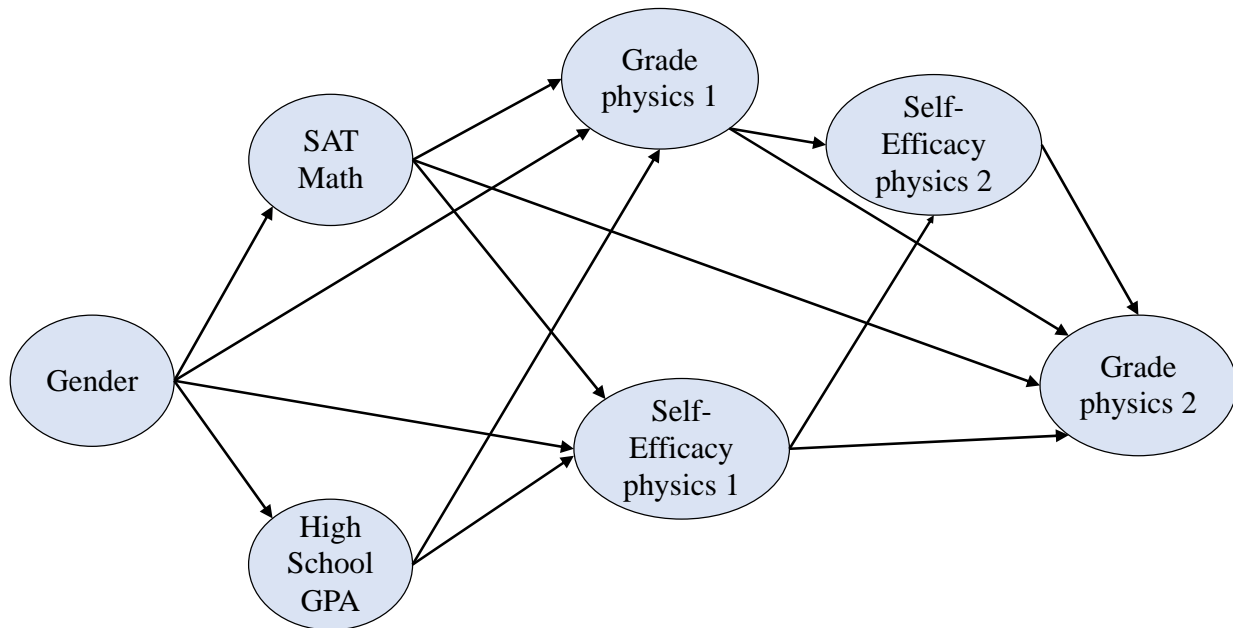 Grade
physics 1
Self-
Efficacy
physics 2
SAT
Math
Gender
Grade
physics 2
Self-
Efficacy
physics 1
High
School
GPA